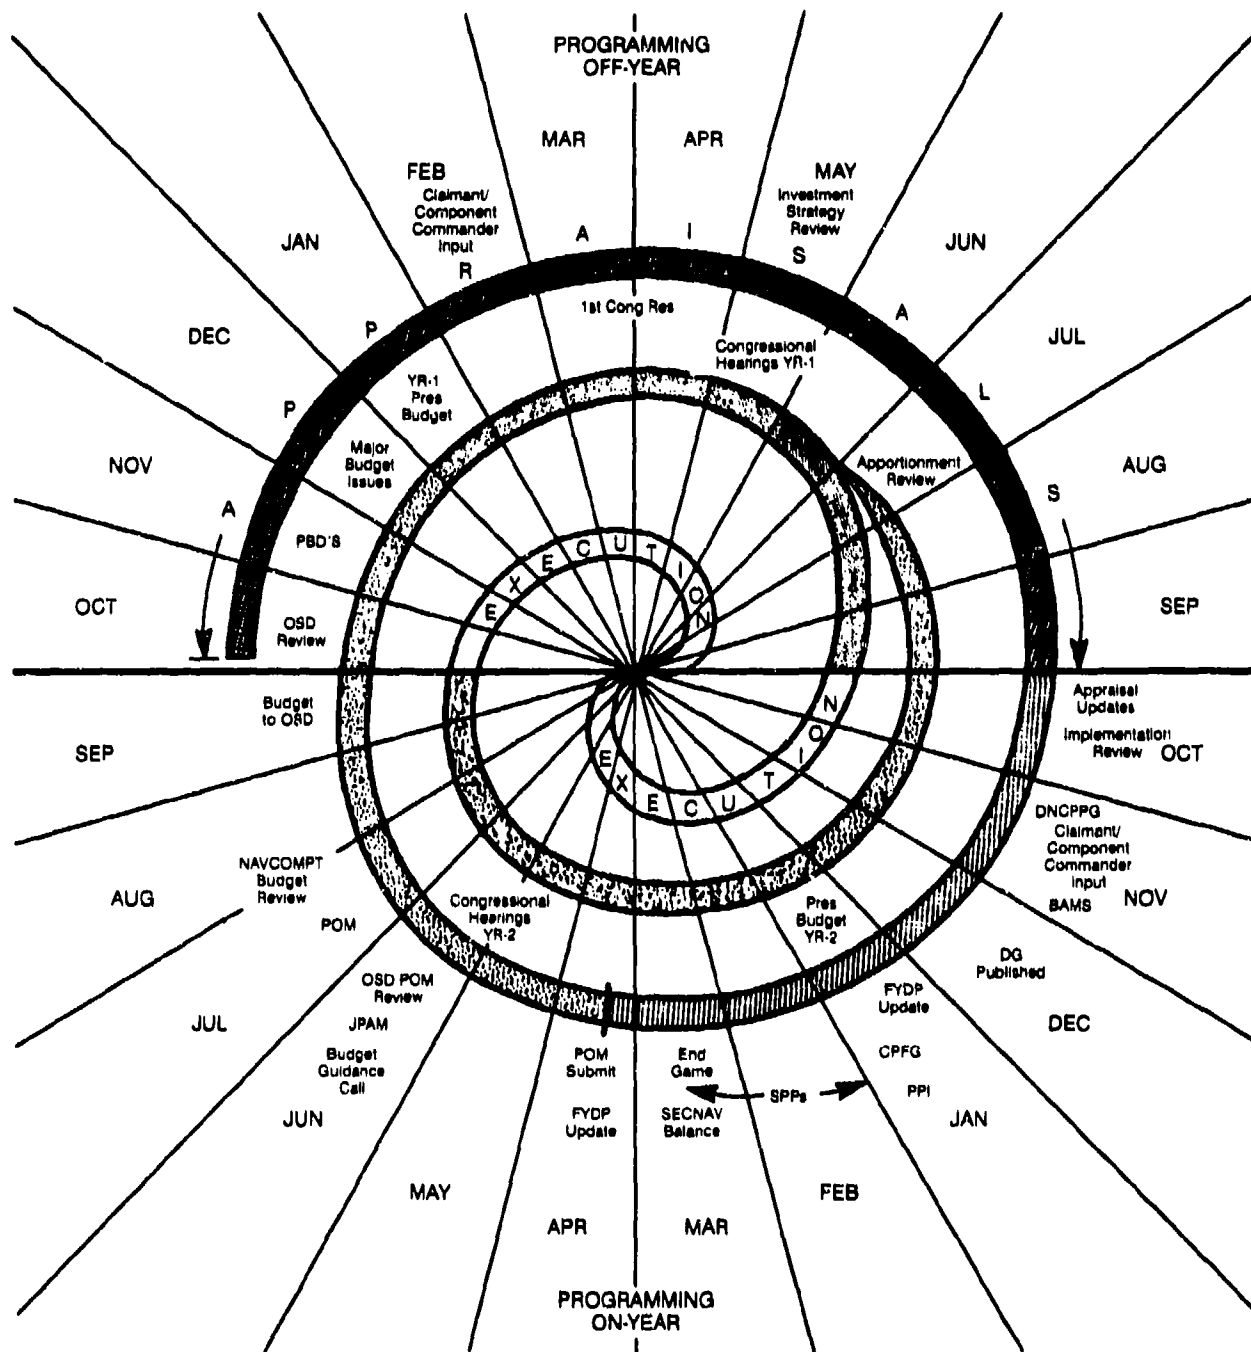 PROGRAMMING
OFF-YEAR
MAR
APR
FEB
Claimant/
Component
Commander
Input
MAY
Investment
Strategy
Review
JAN
JUN
DEC
JUL
NOV
AUG
OCT
SEP
A P P R A I S A L S
1st Cong Res
Congressional
Hearings YR-1
YR-1
Pres
Budget
Major
Budget
Issues
Apportionment
Review
PBD'S
OSD
Review
E X E C U T I O N
Budget
to OSD
Appraisal
Updates
Implementation
Review
OCT
SEP
E X E C U T I O N
DNCPPG
Claimant/
Component
Commander
Input
BAMS
NOV
NAVCOMPT
Budget
Review
AUG
POM
Congressional
Hearings
YR-2
Pres
Budget
YR-2
DG
Published
OSD POM
Review
FYDP
Update
JUL
JPAM
DEC
Budget
Guidance
Call
POM
Submit
End
Game
CPFG
SPPs
PPI
JUN
FYDP
Update
SECNAV
Balance
JAN
MAY
FEB
APR
MAR
PROGRAMMING
ON-YEAR